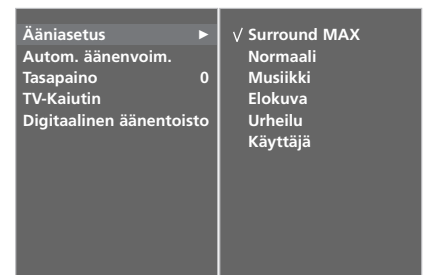 Ääniasetus ►
Autom. äänenvoim.
Tasapaino 0
TV-Kaiutin
Digitaalinen äänentoisto
√ Surround MAX
Normaali
Musiikki
Elokuva
Urheilu
Käyttäjä